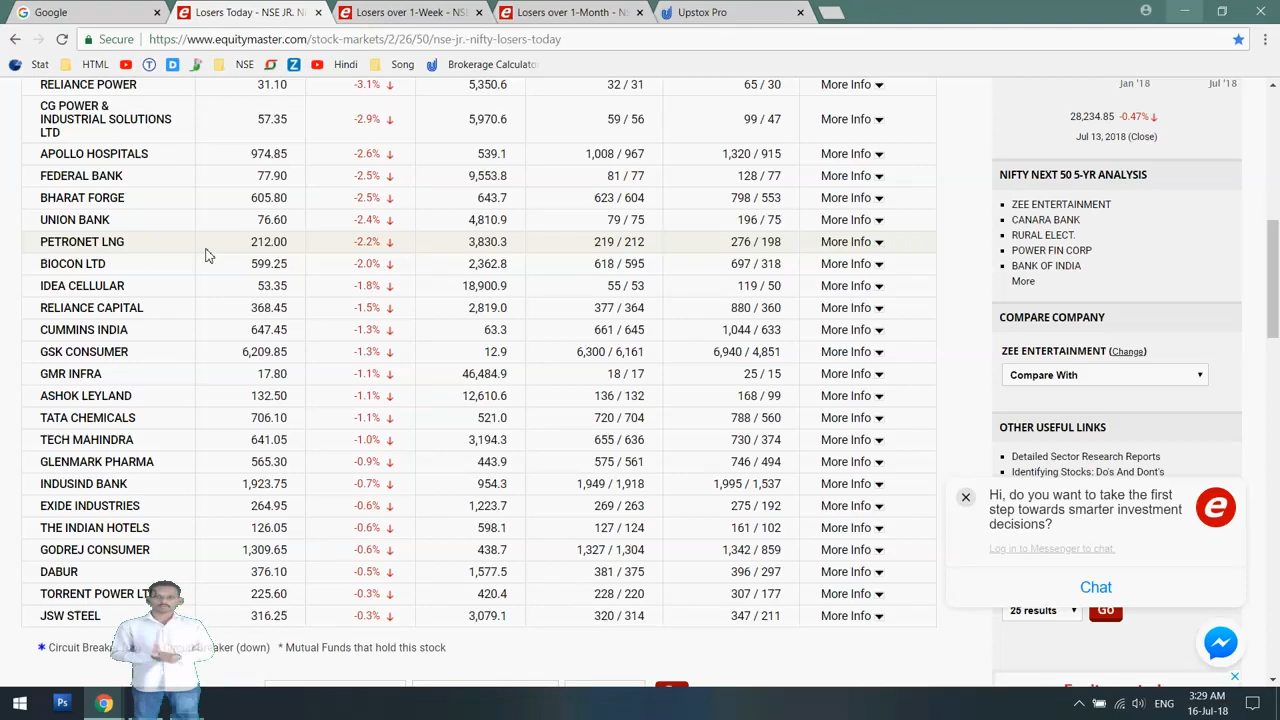 Google
Losers Today - NSE JR. N
Losers over 1-Week - NSE
Losers over 1-Month - NS
Upstox Pro
Secure
https://www.equitymaster.com/stock-markets/2/26/50/nse-jr.-nifty-losers-today
Stat HTML NSE Hindi Song Brokerage Calculato
RELIANCE POWER 31.10 -3.1% ↓ 5,350.6 32 / 31 65 / 30 More Info
CG POWER &
INDUSTRIAL SOLUTIONS
LTD
57.35 -2.9% ↓ 5,970.6 59 / 56 99 / 47 More Info
APOLLO HOSPITALS 974.85 -2.6% ↓ 539.1 1,008 / 967 1,320 / 915 More Info
FEDERAL BANK 77.90 -2.5% ↓ 9,553.8 81 / 77 128 / 77 More Info
BHARAT FORGE 605.80 -2.5% ↓ 643.7 623 / 604 798 / 553 More Info
UNION BANK 76.60 -2.4% ↓ 4,810.9 79 / 75 196 / 75 More Info
PETRONET LNG 212.00 -2.2% ↓ 3,830.3 219 / 212 276 / 198 More Info
BIOCON LTD 599.25 -2.0% ↓ 2,362.8 618 / 595 697 / 318 More Info
IDEA CELLULAR 53.35 -1.8% ↓ 18,900.9 55 / 53 119 / 50 More Info
RELIANCE CAPITAL 368.45 -1.5% ↓ 2,819.0 377 / 364 880 / 360 More Info
CUMMINS INDIA 647.45 -1.3% ↓ 63.3 661 / 645 1,044 / 633 More Info
GSK CONSUMER 6,209.85 -1.3% ↓ 12.9 6,300 / 6,161 6,940 / 4,851 More Info
GMR INFRA 17.80 -1.1% ↓ 46,484.9 18 / 17 25 / 15 More Info
ASHOK LEYLAND 132.50 -1.1% ↓ 12,610.6 136 / 132 168 / 99 More Info
TATA CHEMICALS 706.10 -1.1% ↓ 521.0 720 / 704 788 / 560 More Info
TECH MAHINDRA 641.05 -1.0% ↓ 3,194.3 655 / 636 730 / 374 More Info
GLENMARK PHARMA 565.30 -0.9% ↓ 443.9 575 / 561 746 / 494 More Info
INDUSIND BANK 1,923.75 -0.7% ↓ 954.3 1,949 / 1,918 1,995 / 1,537 More Info
EXIDE INDUSTRIES 264.95 -0.6% ↓ 1,223.7 269 / 263 275 / 192 More Info
THE INDIAN HOTELS 126.05 -0.6% ↓ 598.1 127 / 124 161 / 102 More Info
GODREJ CONSUMER 1,309.65 -0.6% ↓ 438.7 1,327 / 1,304 1,342 / 859 More Info
DABUR 376.10 -0.5% ↓ 1,577.5 381 / 375 396 / 297 More Info
TORRENT POWER LT 225.60 -0.3% ↓ 420.4 228 / 220 307 / 177 More Info
JSW STEEL 316.25 -0.3% ↓ 3,079.1 320 / 314 347 / 211 More Info
* Circuit Break (down) * Mutual Funds that hold this stock
Jan '18 Jul '18
28,234.85 -0.47% ↓
Jul 13, 2018 (Close)
NIFTY NEXT 50 5-YR ANALYSIS
ZEE ENTERTAINMENT
CANARA BANK
RURAL ELECT.
POWER FIN CORP
BANK OF INDIA
More
COMPARE COMPANY
ZEE ENTERTAINMENT (Change)
Compare With
OTHER USEFUL LINKS
Detailed Sector Research Reports
Identifying Stocks: Do's And Dont's
Hi, do you want to take the first
step towards smarter investment
decisions?
Log in to Messenger to chat.
Chat
25 results Go
ENG
3:29 AM
16-Jul-18